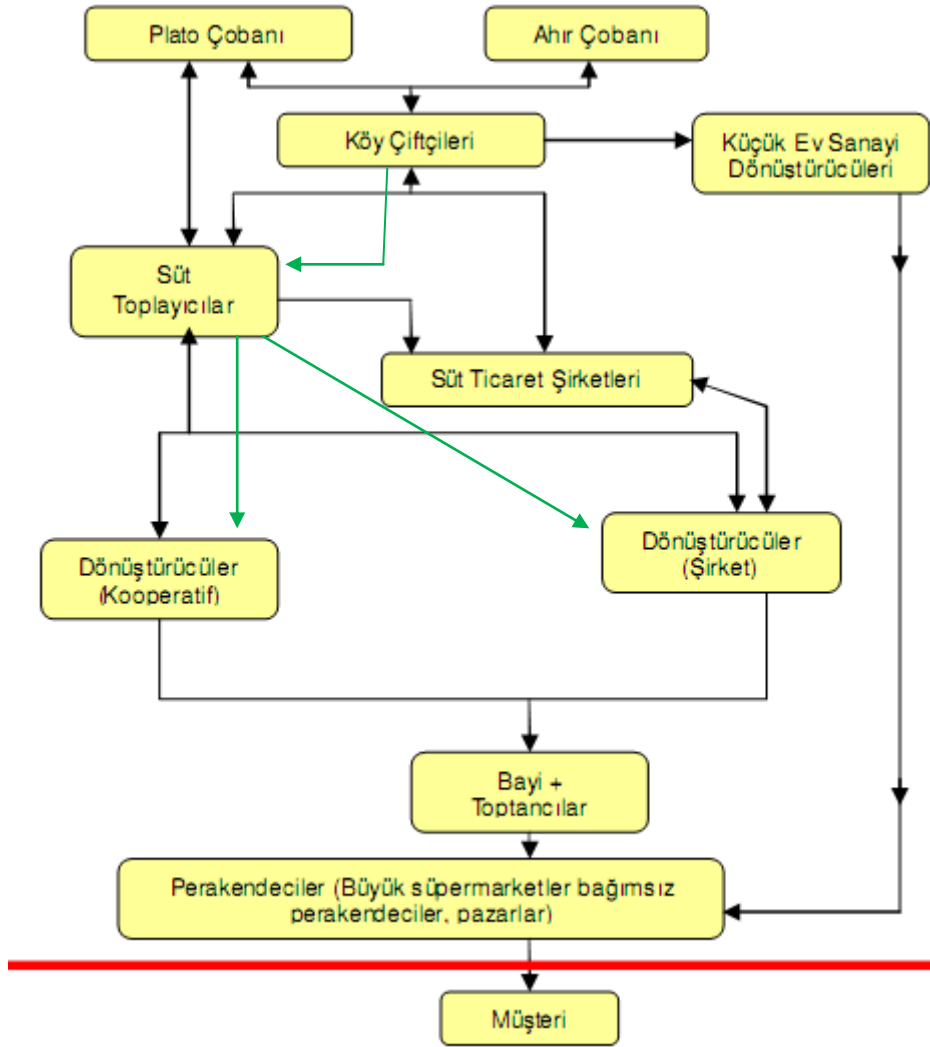 Plato Çobanı
Ahır Çobanı
Köy Çiftçileri
Küçük Ev Sanayi
Dönüştürücüleri
Süt
Toplayıcılar
Süt Ticaret Şirketleri
Dönüştürücüler
(Kooperatif)
Dönüştürücüler
(Şirket)
Bayi +
Toptancılar
Perakendeciler (Büyük süpermarketler bağımsız
perakendeciler, pazarlar)
Müşteri